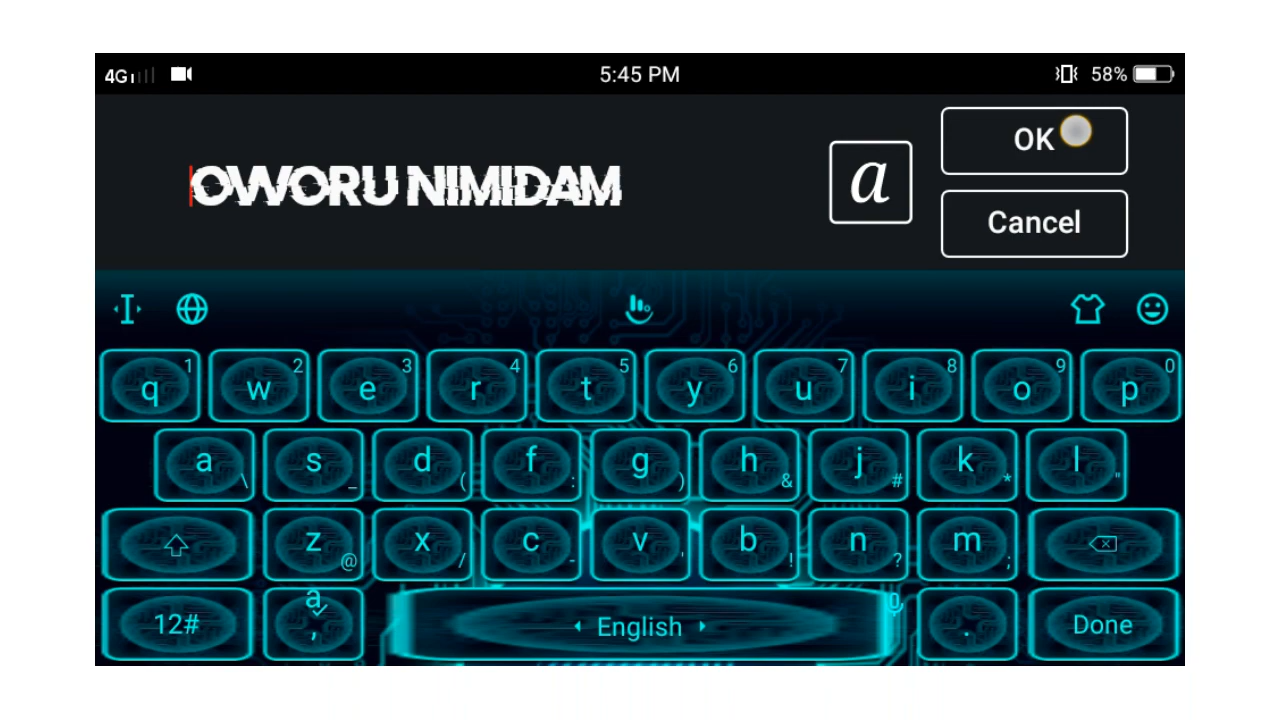 4G 5:45 PM 58%
OWORU NIMIDAM
a
OK
Cancel
q 1 w 2 e 3 r 4 t 5 y 6 u 7 i 8 o 9 p 0
a \ s _ d ( f : g ) h & j # k * l "
z @ x / c - v ' b ! n ? m ;
12# a , English . Done